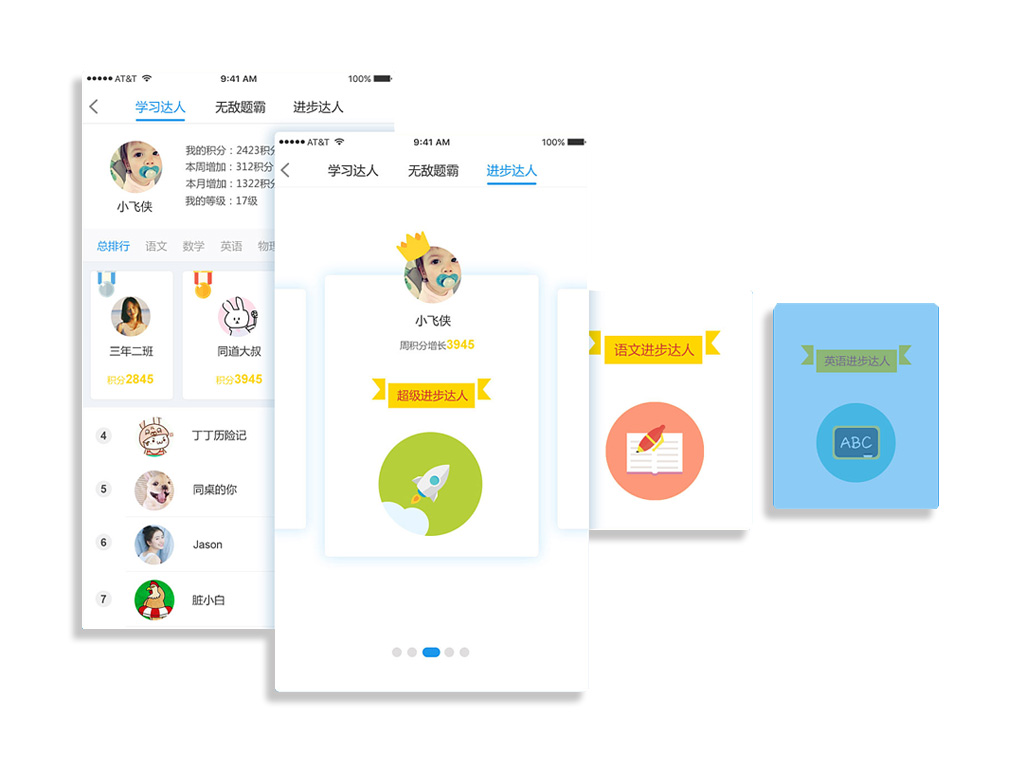 AT&T 9:41 AM 100%
学习达人 无敌题霸 进步达人
我的积分：2423积分
本周增加：312积分
本月增加：1322积分
我的等级：17级
小飞侠
总排行 语文 数学 英语 物理
三年二班 同道大叔
积分2845 积分3945
4 丁丁历险记
5 同桌的你
6 Jason
7 脏小白
AT&T 9:41 AM 100%
学习达人 无敌题霸 进步达人
小飞侠
周积分增长3945
超级进步达人
语文进步达人
英语进步达人
ABC